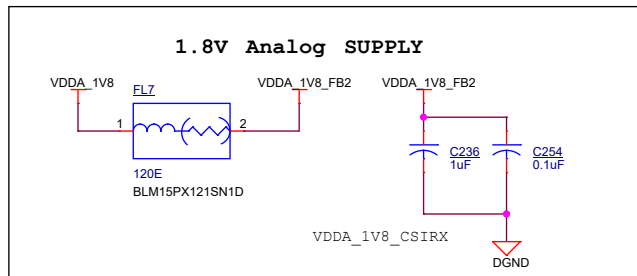 1.8V Analog SUPPLY
VDDA_1V8
FL7
VDDA_1V8_FB2
VDDA_1V8_FB2
1
2
120E
BLM15PX121SN1D
C236
1uF
C254
0.1uF
VDDA_1V8_CSIRX
DGND